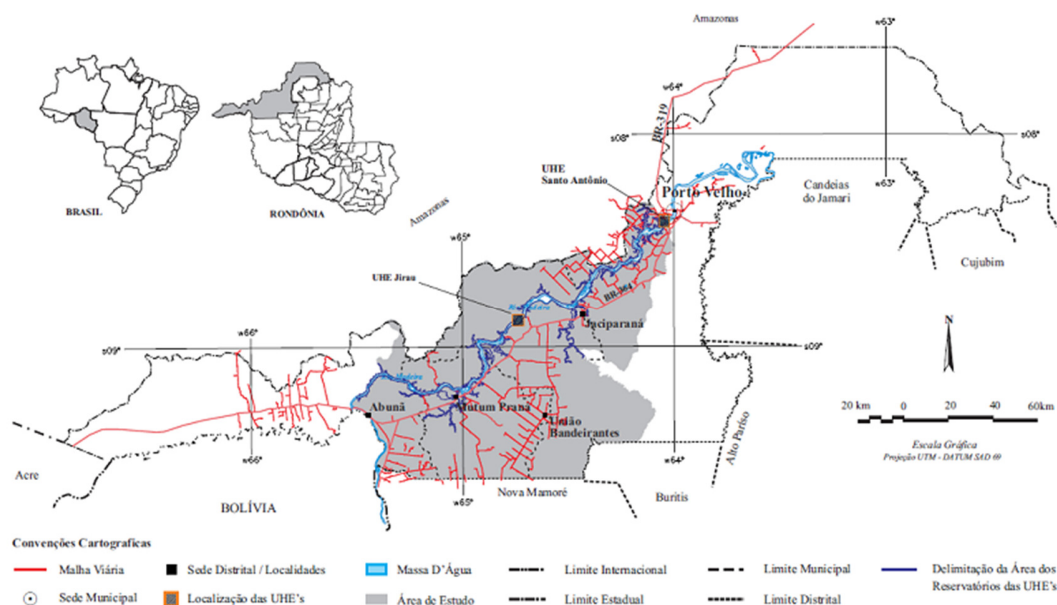 Amazonas
w63°
w64°
BR-319
s08°
s08°
UHE
Santo Antônio
Porto Velho
w63°
Candeias
do Jamari
BRASIL
RONDÔNIA
Amazonas
w65°
Cujubim
UHE Jirau
BR-364
Jaciparaná
N
w66°
s09°
s09°
Abunã
Mutum Praná
União
Bandeirantes
20 km 0 20 40 60km
Escala Gráfica
Projeção UTM - DATUM SAD 69
Alto Paríso
w66°
w64°
Acre
w65°
Nova Mamoré
Buritis
BOLÍVIA
Convenções Cartograficas
Malha Viária
Sede Distrital / Localidades
Massa D'Água
Limite Internacional
Limite Municipal
Delimitação da Área dos
Reservatórios das UHE's
Sede Municipal
Localização das UHE's
Área de Estudo
Limite Estadual
Limite Distrital